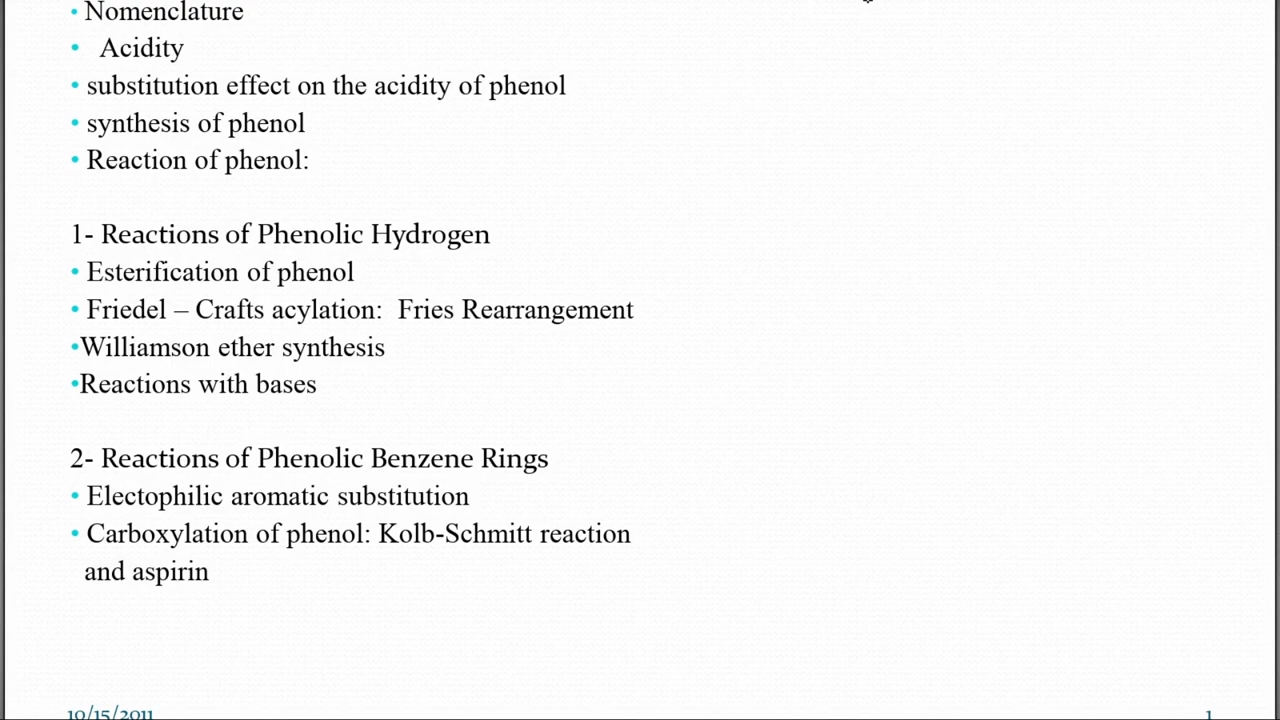 • Nomenclature
• Acidity
• substitution effect on the acidity of phenol
• synthesis of phenol
• Reaction of phenol:
1- Reactions of Phenolic Hydrogen
• Esterification of phenol
• Friedel – Crafts acylation: Fries Rearrangement
•Williamson ether synthesis
•Reactions with bases
2- Reactions of Phenolic Benzene Rings
• Electophilic aromatic substitution
• Carboxylation of phenol: Kolb-Schmitt reaction
and aspirin
10/15/2011
1